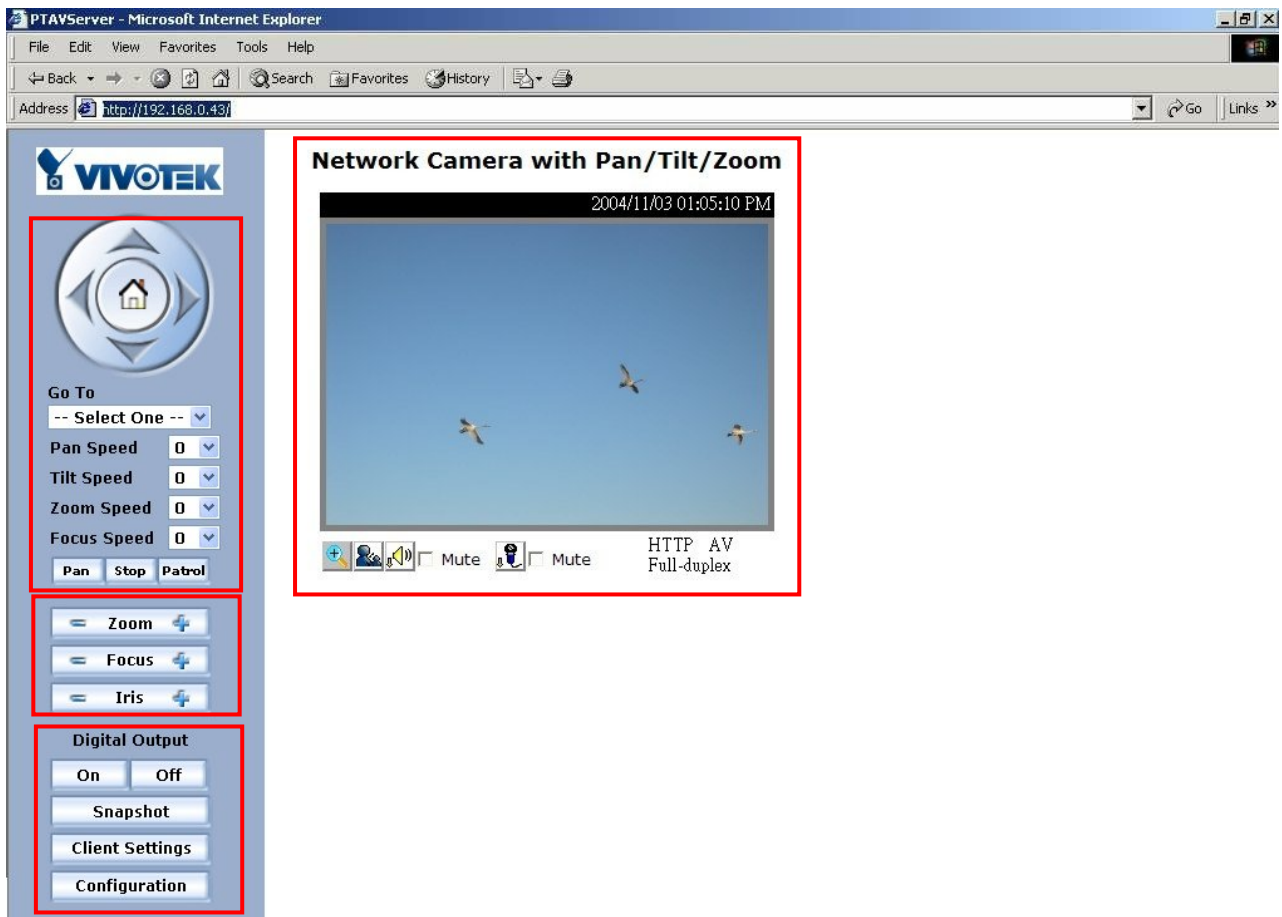 PTAVServer - Microsoft Internet Explorer
File Edit View Favorites Tools Help
Back Search Favorites History
Address http://192.168.0.43/ Go Links »
VIVOTEK
Network Camera with Pan/Tilt/Zoom
2004/11/03 01:05:10 PM
Go To
-- Select One --
Pan Speed 0
Tilt Speed 0
Zoom Speed 0
Focus Speed 0
Pan Stop Patrol
Mute Mute
HTTP AV
Full-duplex
Zoom
Focus
Iris
Digital Output
On Off
Snapshot
Client Settings
Configuration